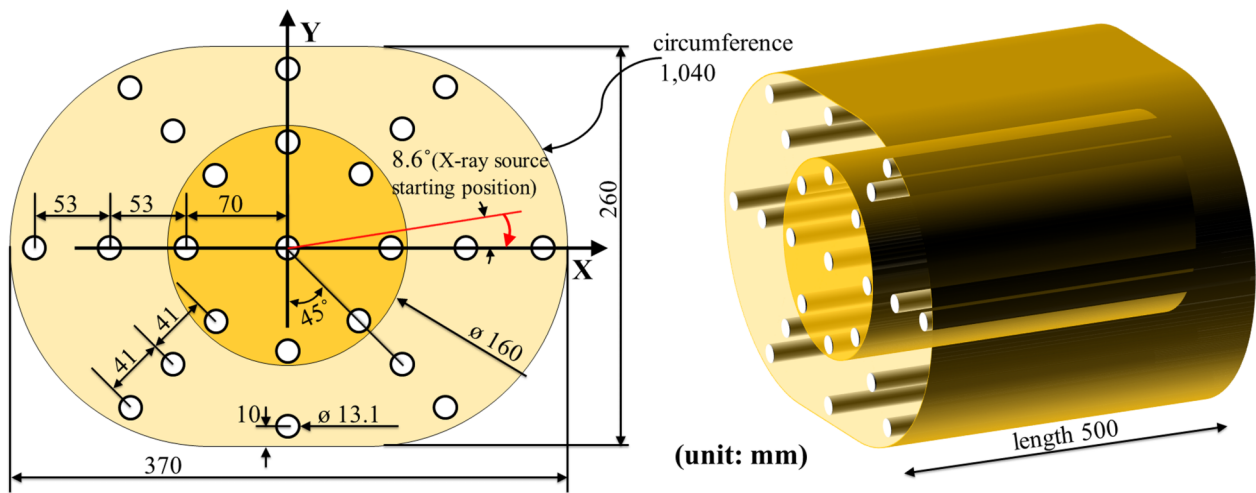 Y
circumference
1,040
8.6°(X-ray source
starting position)
53
53
70
260
X
45°
41
41
ø 160
10
ø 13.1
370
(unit: mm)
length 500